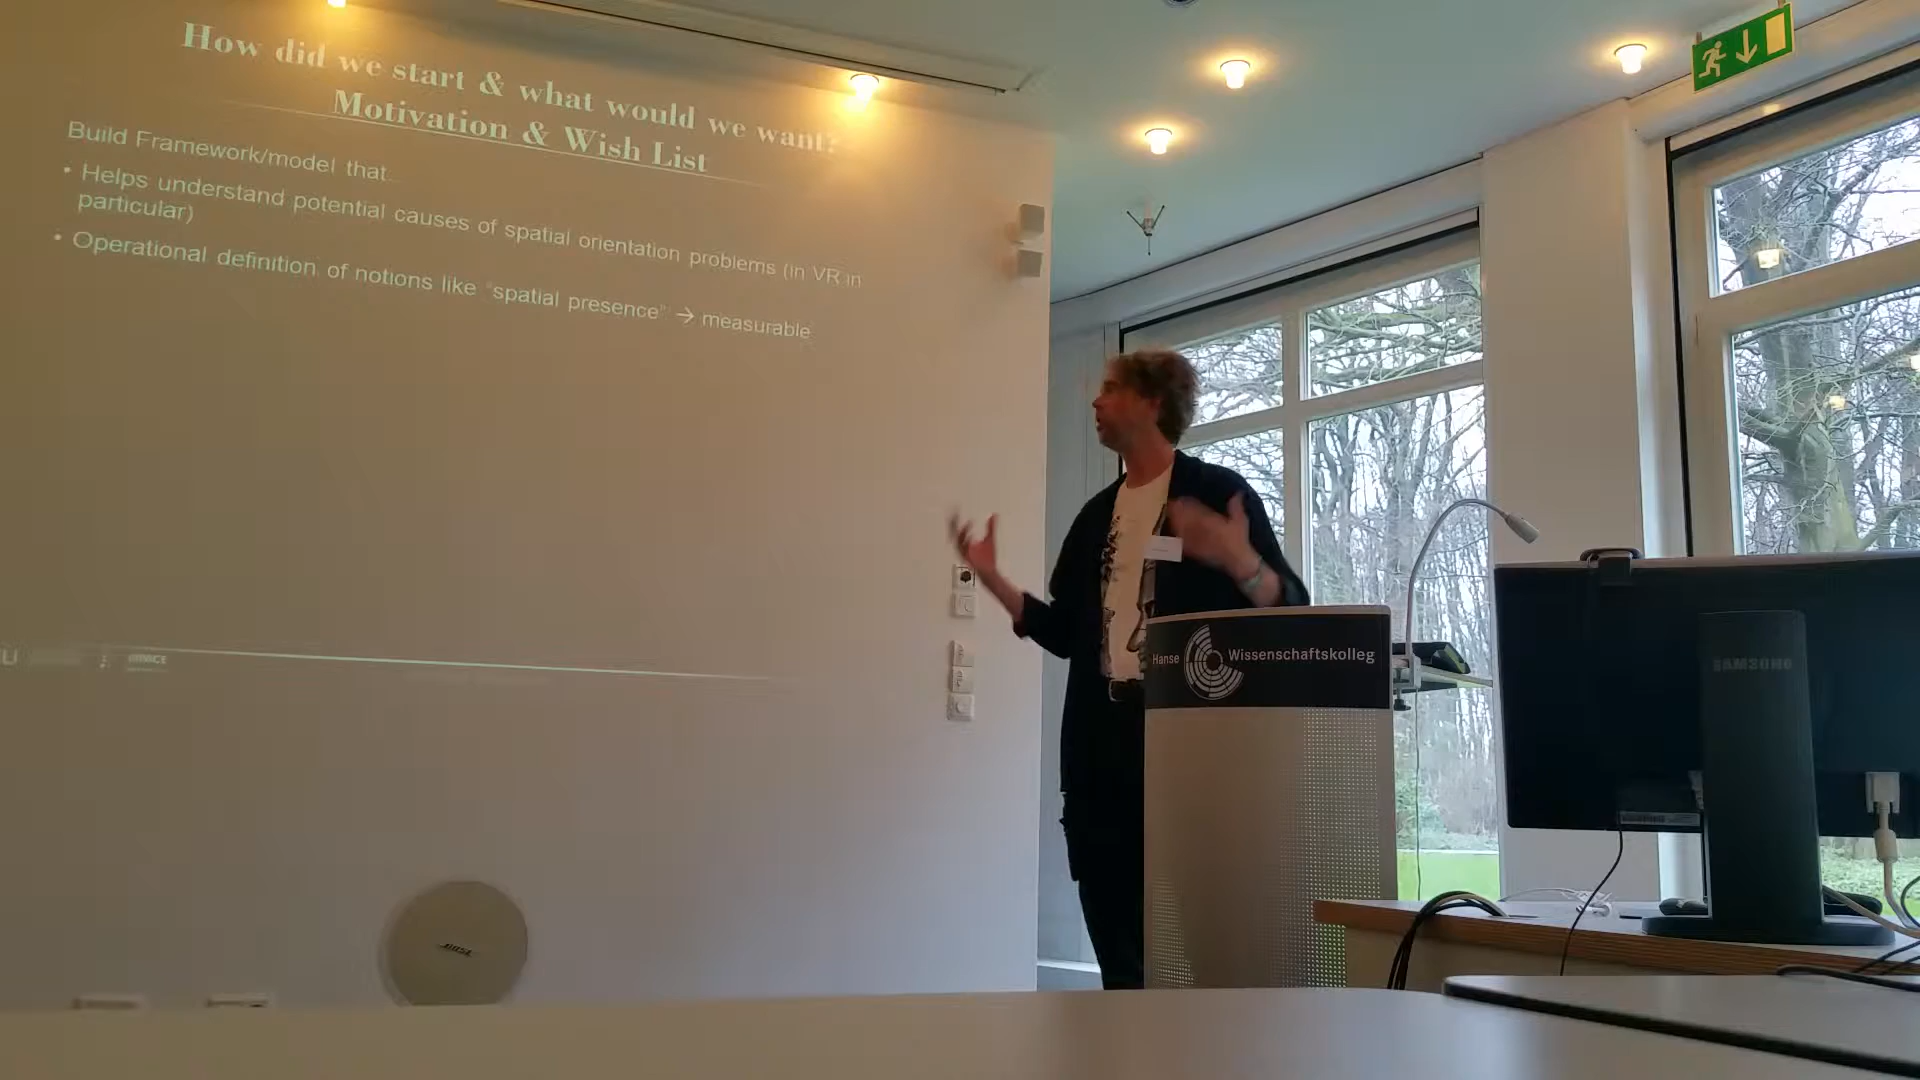 How did we start & what would we want?
Motivation & Wish List
Build Framework/model that...
• Helps understand potential causes of spatial orientation problems (in VR in
particular)
• Operational definition of notions like "spatial presence" → measurable
Hanse Wissenschaftskolleg
SAMSUNG
BOSE